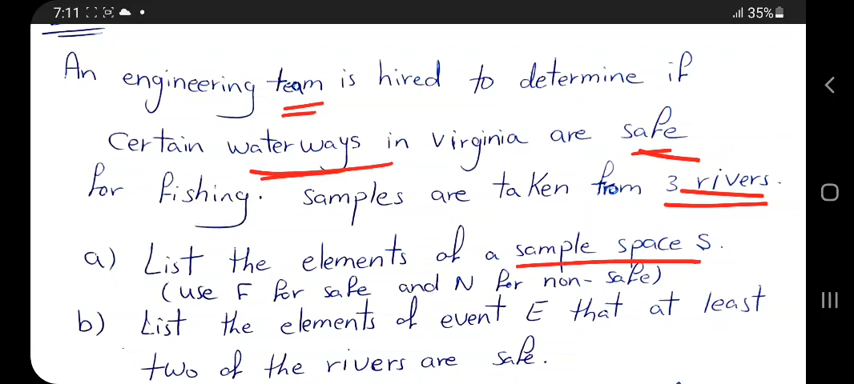 7:11 35%
An engineering team is hired to determine if
certain waterways in Virginia are safe
for fishing. Samples are taken from 3 rivers.
a) List the elements of a sample space S.
(use F for safe and N for non-safe)
b) List the elements of event E that at least
two of the rivers are safe.